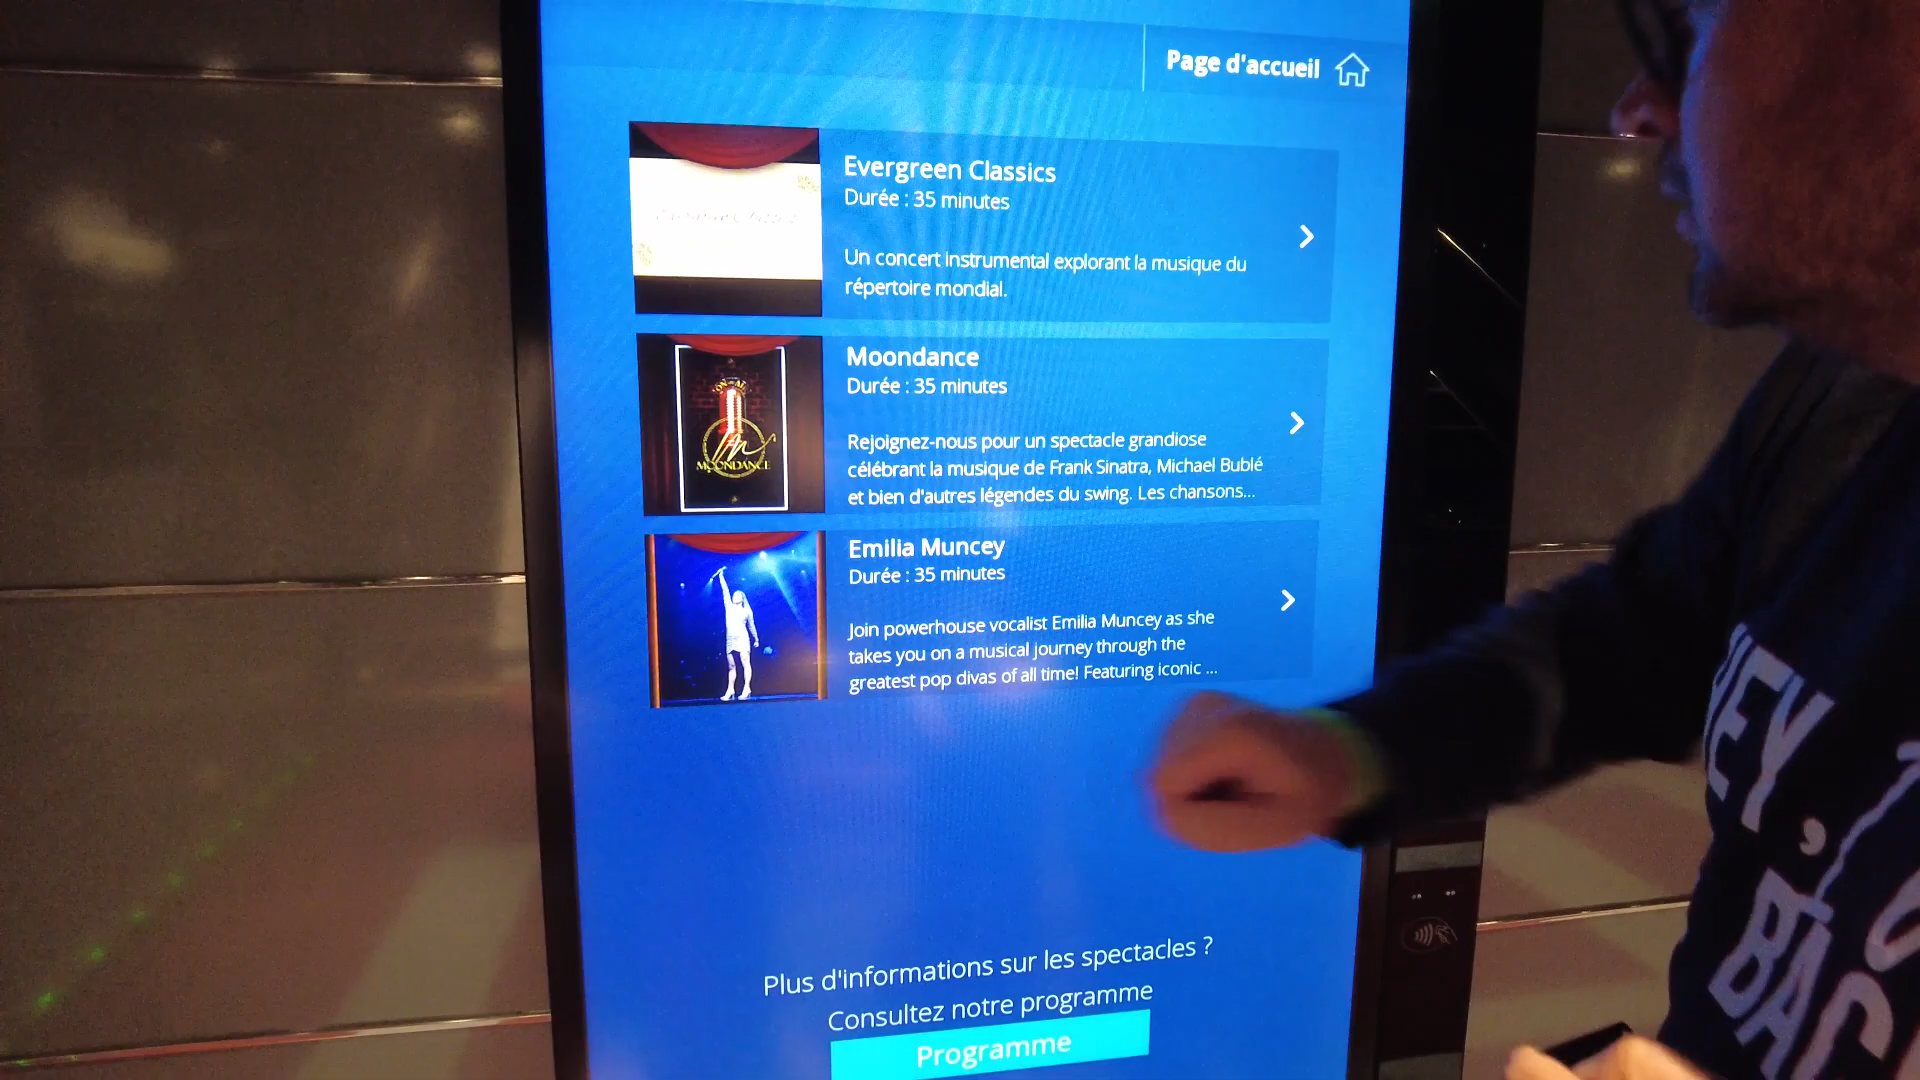 Page d'accueil
Evergreen Classics
Durée : 35 minutes
Un concert instrumental explorant la musique du
répertoire mondial.
Moondance
Durée : 35 minutes
Rejoignez-nous pour un spectacle grandiose
célébrant la musique de Frank Sinatra, Michael Bublé
et bien d'autres légendes du swing. Les chansons...
ON-AIR
MOONDANCE
Emilia Muncey
Durée : 35 minutes
Join powerhouse vocalist Emilia Muncey as she
takes you on a musical journey through the
greatest pop divas of all time! Featuring iconic ...
Plus d'informations sur les spectacles ?
Consultez notre programme
Programme